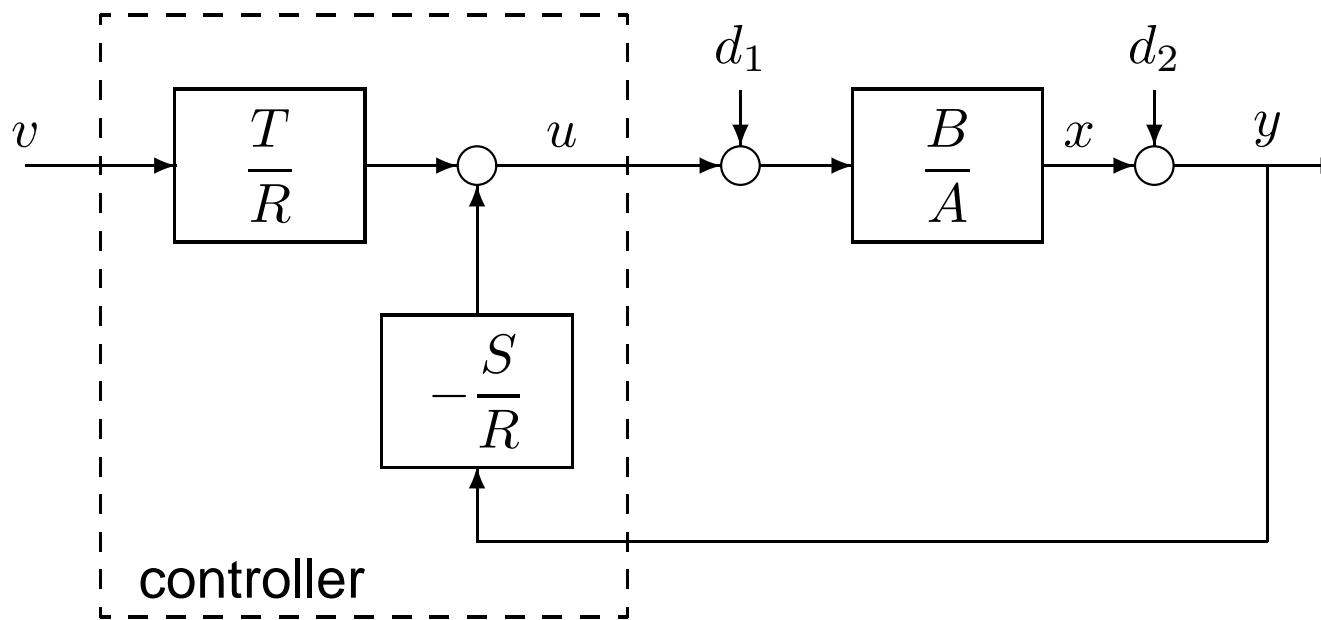 d₁ d₂
v T/R u B/A x y
−S/R
controller